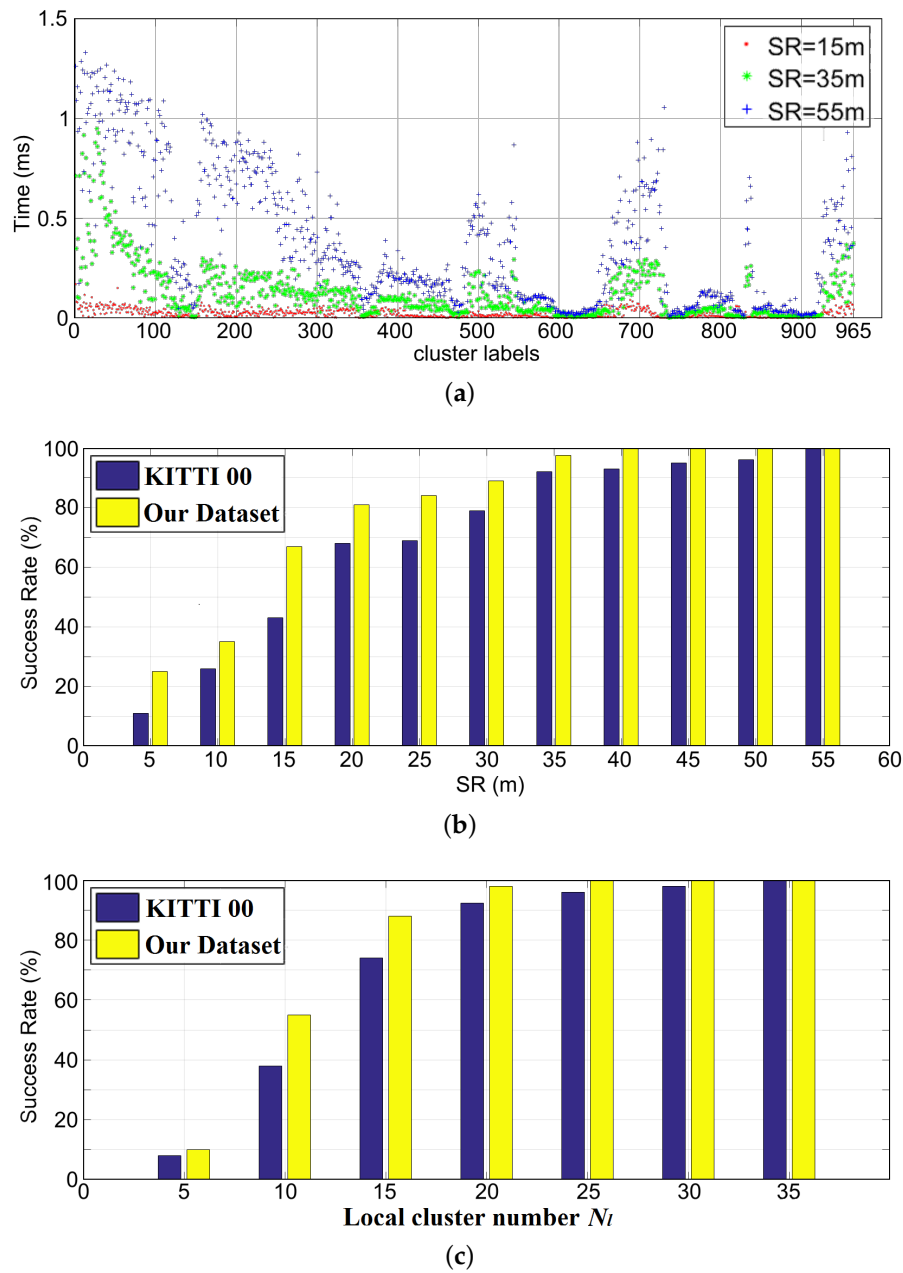 1.5
1
0.5
0
Time (ms)
SR=15m
SR=35m
SR=55m
0 100 200 300 400 500 600 700 800 900 965
cluster labels
(a)
100
80
60
40
20
0
Success Rate (%)
KITTI 00
Our Dataset
0 5 10 15 20 25 30 35 40 45 50 55 60
SR (m)
(b)
100
80
60
40
20
0
Success Rate (%)
KITTI 00
Our Dataset
0 5 10 15 20 25 30 35
Local cluster number Nl
(c)